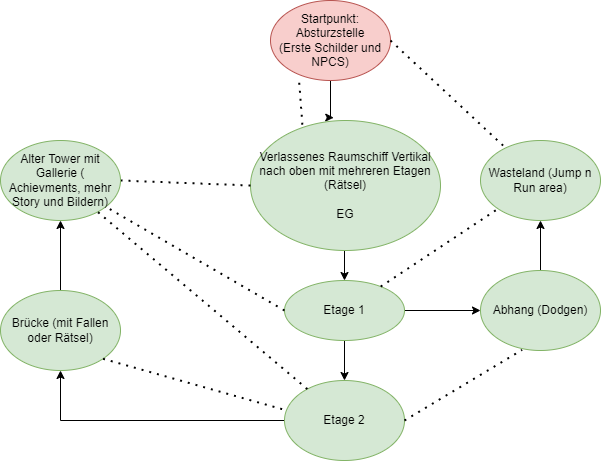 Startpunkt:
Absturzstelle
(Erste Schilder und
NPCS)
Verlassenes Raumschiff Vertikal
nach oben mit mehreren Etagen
(Rätsel)
EG
Alter Tower mit
Gallerie (
Achievments, mehr
Story und Bildern)
Wasteland (Jump n
Run area)
Etage 1
Abhang (Dodgen)
Brücke (mit Fallen
oder Rätsel)
Etage 2